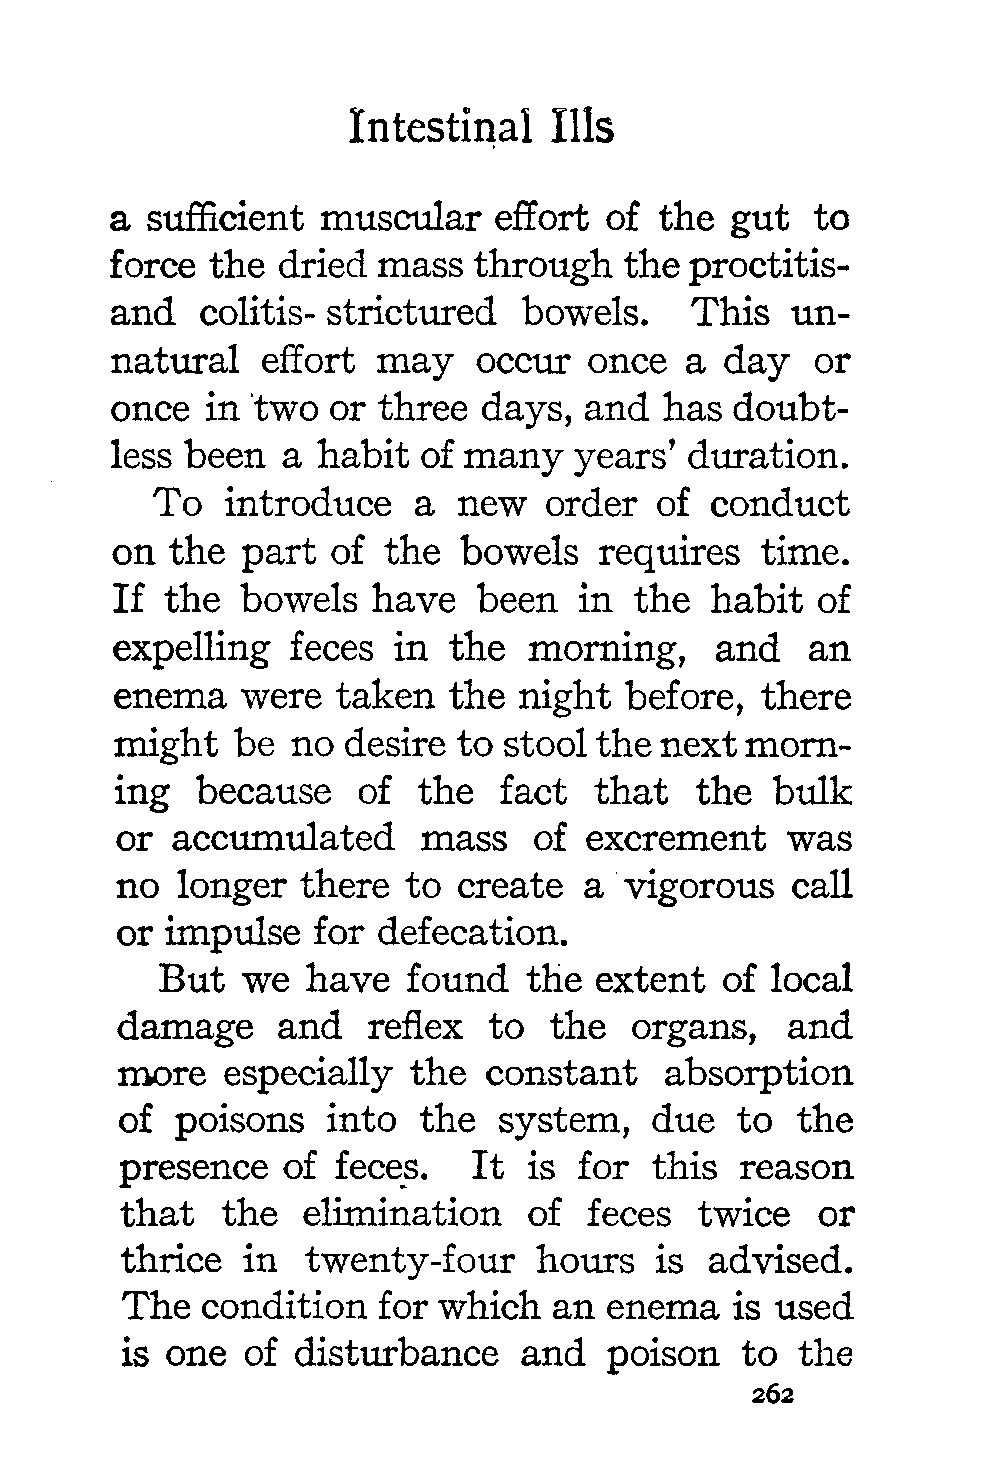 Intestinal Ills
a sufficient muscular effort of the gut to
force the dried mass through the proctitis-
and colitis- strictured bowels. This un-
natural effort may occur once a day or
once in two or three days, and has doubt-
less been a habit of many years' duration.
To introduce a new order of conduct
on the part of the bowels requires time.
If the bowels have been in the habit of
expelling feces in the morning, and an
enema were taken the night before, there
might be no desire to stool the next morn-
ing because of the fact that the bulk
or accumulated mass of excrement was
no longer there to create a vigorous call
or impulse for defecation.
But we have found the extent of local
damage and reflex to the organs, and
more especially the constant absorption
of poisons into the system, due to the
presence of feces. It is for this reason
that the elimination of feces twice or
thrice in twenty-four hours is advised.
The condition for which an enema is used
is one of disturbance and poison to the
262